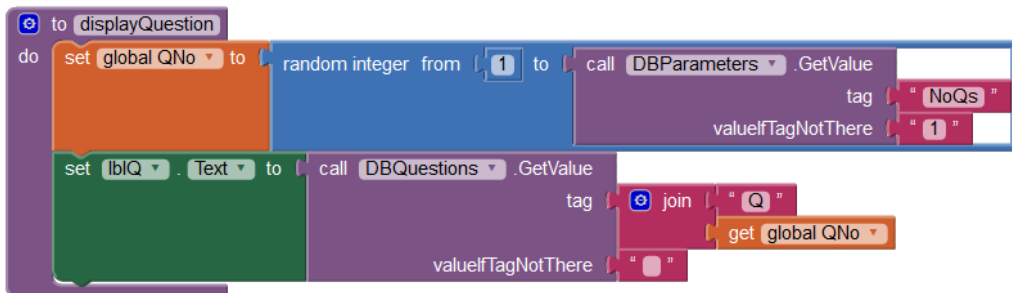 to displayQuestion
do set global QNo to random integer from 1 to call DBParameters .GetValue
tag " NoQs "
valueIfTagNotThere " 1 "
set lblQ . Text to call DBQuestions .GetValue
tag join " Q "
get global QNo
valueIfTagNotThere " "